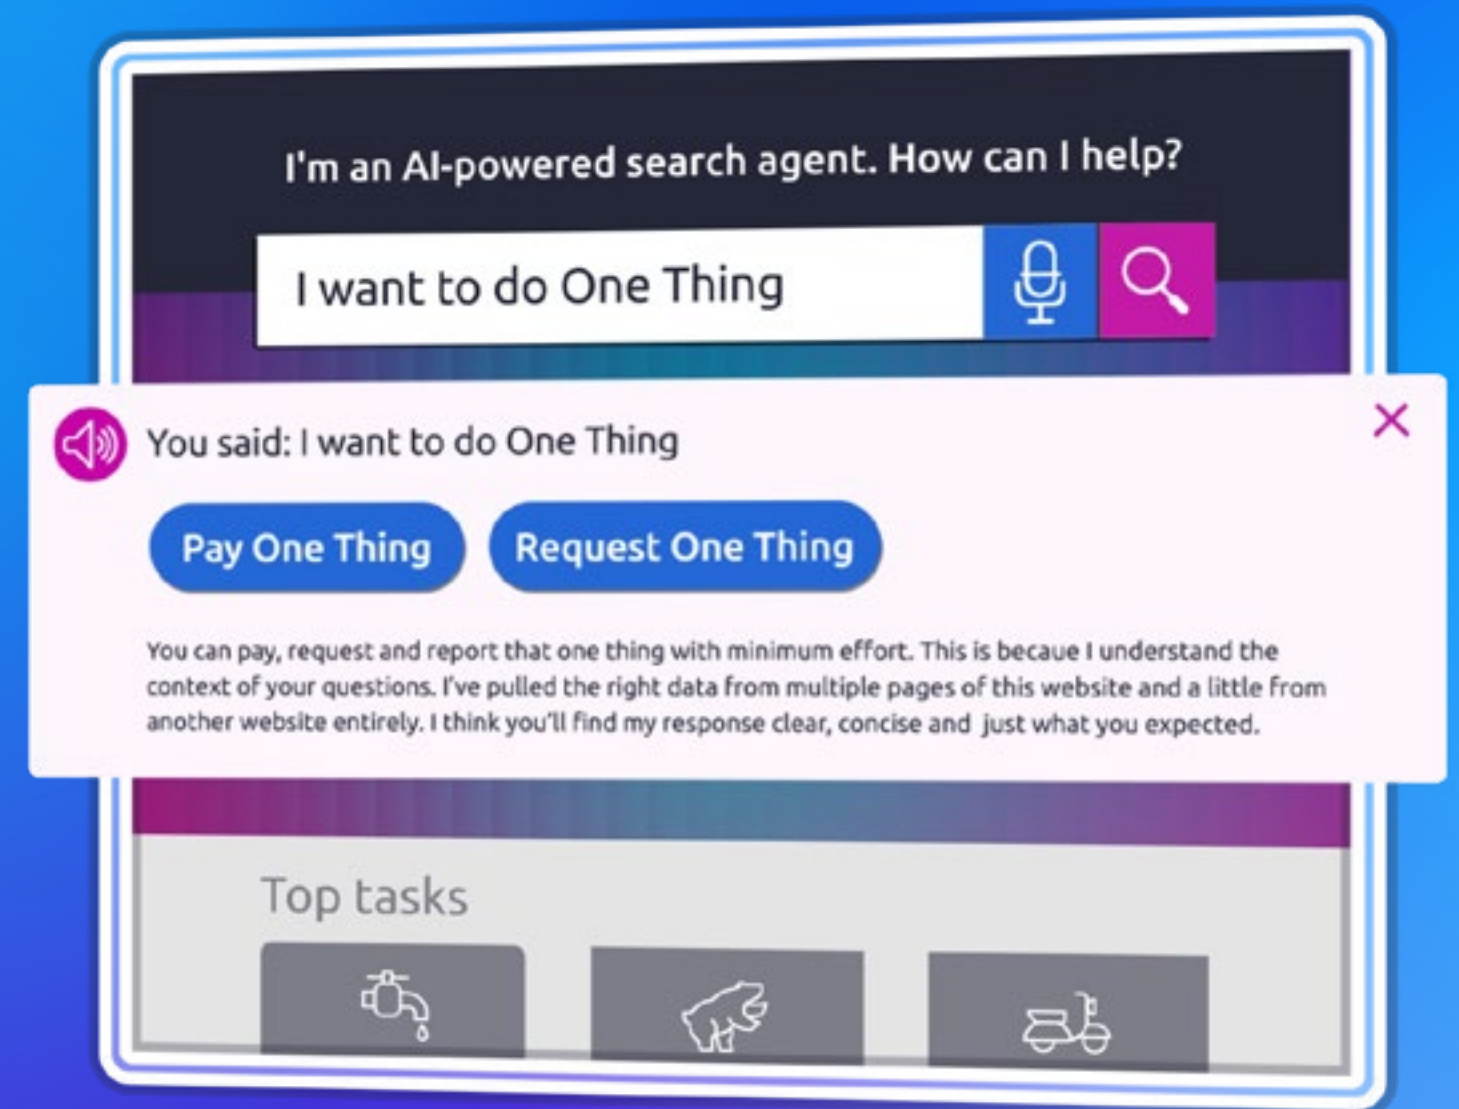 I'm an AI-powered search agent. How can I help?
I want to do One Thing
You said: I want to do One Thing
Pay One Thing
Request One Thing
You can pay, request and report that one thing with minimum effort. This is becaue I understand the
context of your questions. I've pulled the right data from multiple pages of this website and a little from
another website entirely. I think you'll find my response clear, concise and just what you expected.
Top tasks